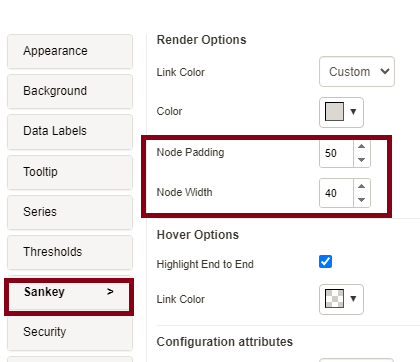 Appearance
Background
Data Labels
Tooltip
Series
Thresholds
Sankey >
Security
Render Options
Link Color Custom
Color
Node Padding 50
Node Width 40
Hover Options
Highlight End to End
Link Color
Configuration attributes